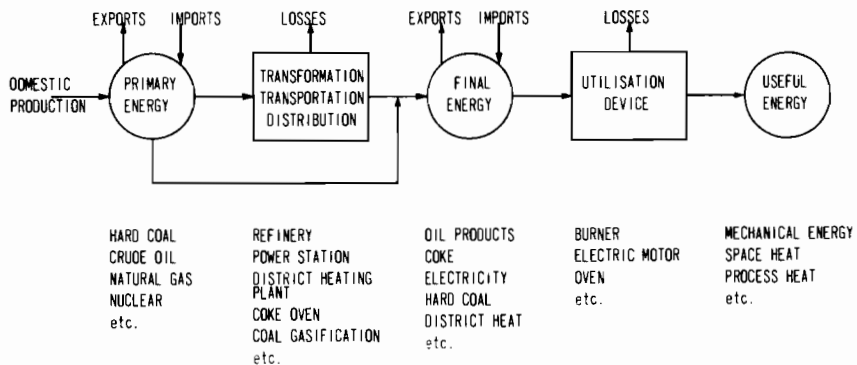 EXPORTS IMPORTS LOSSES EXPORTS IMPORTS LOSSES
DOMESTIC
PRODUCTION
PRIMARY
ENERGY
TRANSFORMATION
TRANSPORTATION
DISTRIBUTION
FINAL
ENERGY
UTILISATION
DEVICE
USEFUL
ENERGY
HARD COAL
CRUDE OIL
NATURAL GAS
NUCLEAR
etc.
REFINERY
POWER STATION
DISTRICT HEATING
PLANT
COKE OVEN
COAL GASIFICATION
etc.
OIL PRODUCTS
COKE
ELECTRICITY
HARD COAL
DISTRICT HEAT
etc.
BURNER
ELECTRIC MOTOR
OVEN
etc.
MECHANICAL ENERGY
SPACE HEAT
PROCESS HEAT
etc.